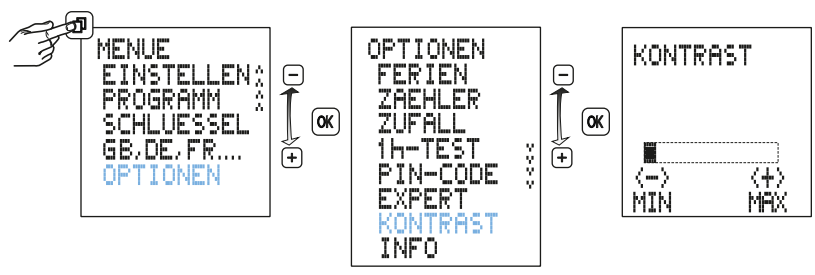 MENUE
EINSTELLEN
PROGRAMM
SCHLUESSEL
GB,DE,FR....
OPTIONEN
−
OK
+
OPTIONEN
FERIEN
ZAEHLER
ZUFALL
1h-TEST
PIN-CODE
EXPERT
KONTRAST
INFO
−
OK
+
KONTRAST
<-> <+>
MIN MAX